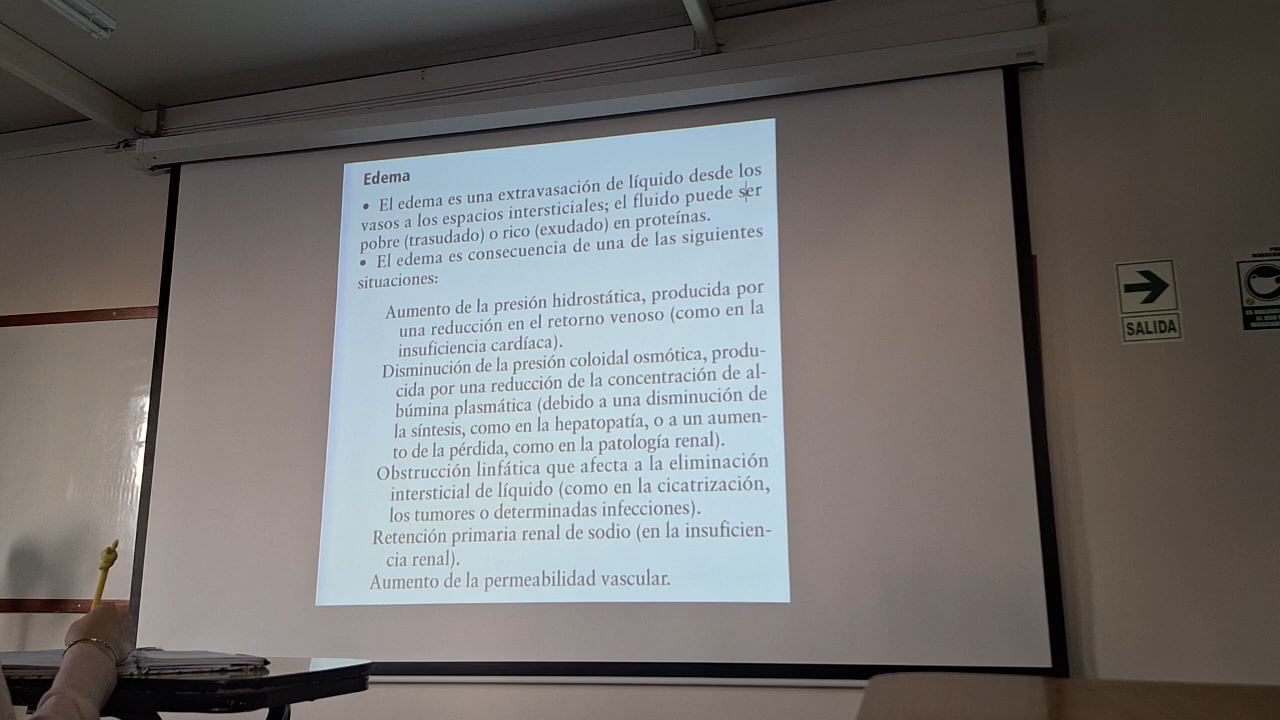 Edema
• El edema es una extravasación de líquido desde los
vasos a los espacios intersticiales; el fluido puede ser
pobre (trasudado) o rico (exudado) en proteínas.
• El edema es consecuencia de una de las siguientes
situaciones:
Aumento de la presión hidrostática, producida por
una reducción en el retorno venoso (como en la
insuficiencia cardíaca).
Disminución de la presión coloidal osmótica, produ-
cida por una reducción de la concentración de al-
búmina plasmática (debido a una disminución de
la síntesis, como en la hepatopatía, o a un aumen-
to de la pérdida, como en la patología renal).
Obstrucción linfática que afecta a la eliminación
intersticial de líquido (como en la cicatrización,
los tumores o determinadas infecciones).
Retención primaria renal de sodio (en la insuficien-
cia renal).
Aumento de la permeabilidad vascular.
SALIDA